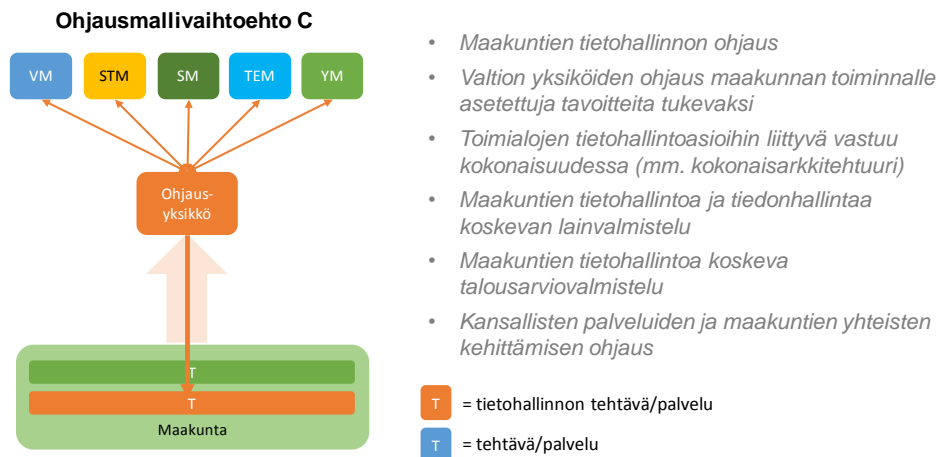 Ohjausmallivaihtoehto C
VM
STM
SM
TEM
YM
Ohjaus-
yksikkö
T
T
Maakunta
• Maakuntien tietohallinnon ohjaus
• Valtion yksiköiden ohjaus maakunnan toiminnalle
asetettuja tavoitteita tukevaksi
• Toimialojen tietohallintoasioihin liittyvä vastuu
kokonaisuudessa (mm. kokonaisarkkitehtuuri)
• Maakuntien tietohallintoa ja tiedonhallintaa
koskevan lainvalmistelu
• Maakuntien tietohallintoa koskeva
talousarviovalmistelu
• Kansallisten palveluiden ja maakuntien yhteisten
kehittämisen ohjaus
T = tietohallinnon tehtävä/palvelu
T = tehtävä/palvelu